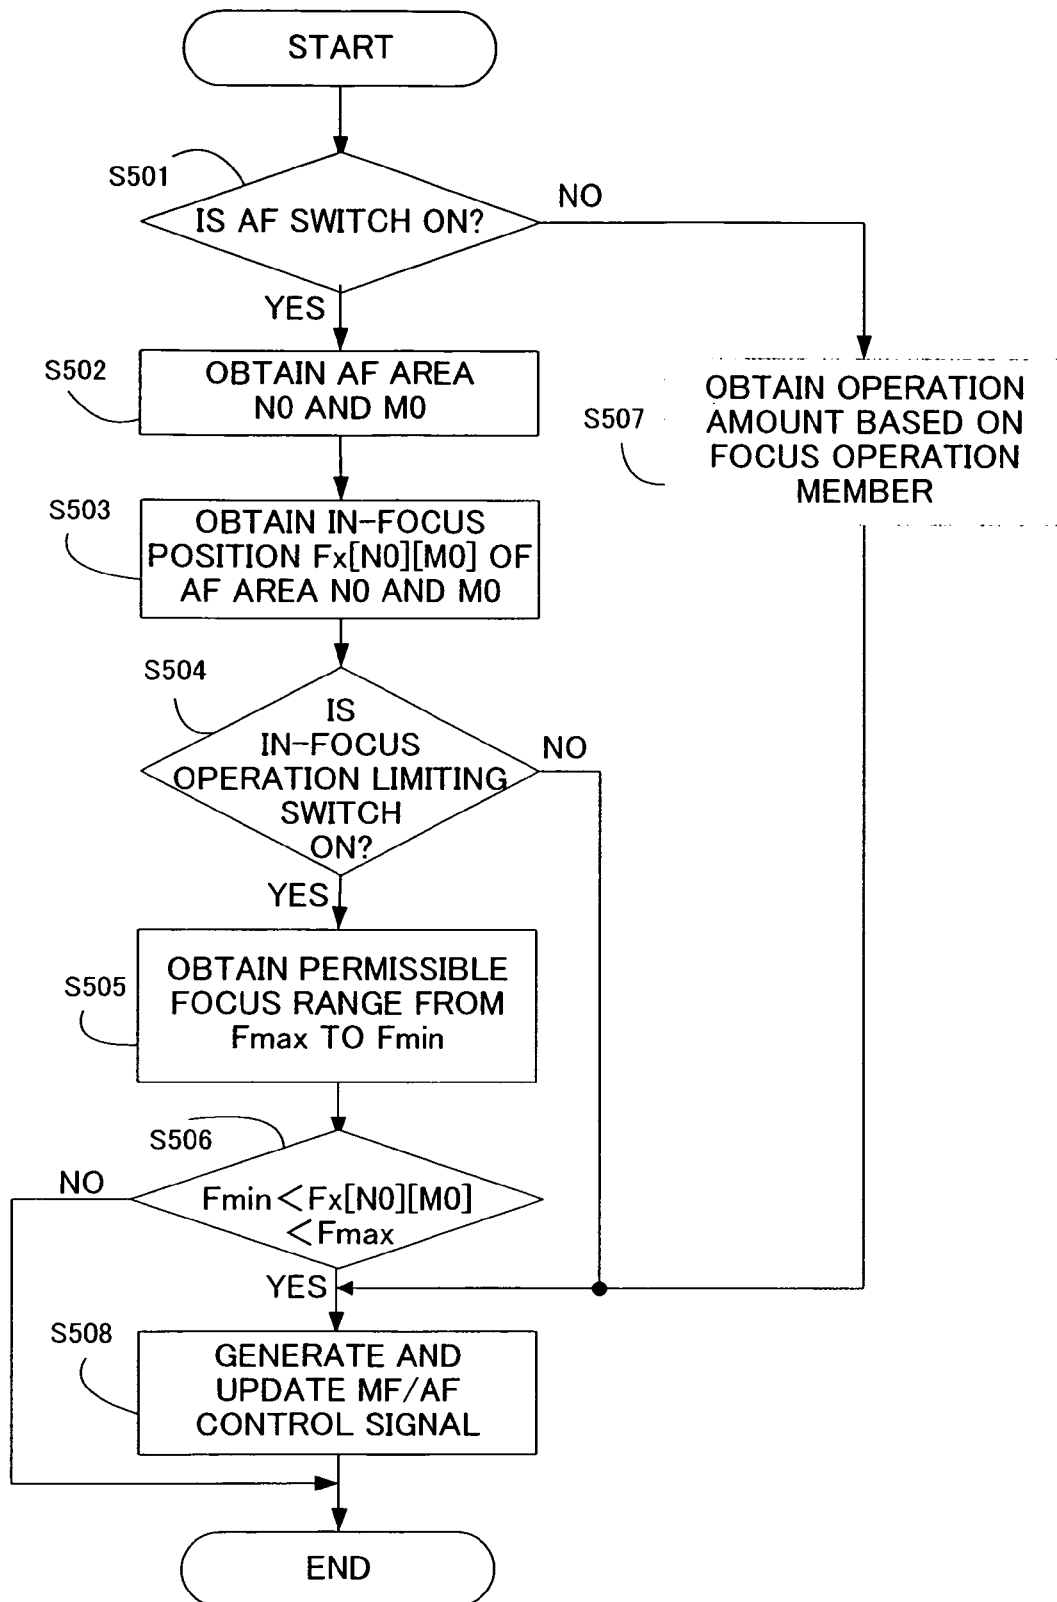 START
S501
IS AF SWITCH ON?
NO
YES
S502
OBTAIN AF AREA
N0 AND M0
S507
OBTAIN OPERATION
AMOUNT BASED ON
FOCUS OPERATION
MEMBER
S503
OBTAIN IN-FOCUS
POSITION Fx[N0][M0] OF
AF AREA N0 AND M0
S504
IS
IN-FOCUS
OPERATION LIMITING
SWITCH
ON?
NO
YES
S505
OBTAIN PERMISSIBLE
FOCUS RANGE FROM
Fmax TO Fmin
S506
NO
Fmin<Fx[N0][M0]
<Fmax
YES
S508
GENERATE AND
UPDATE MF/AF
CONTROL SIGNAL
END